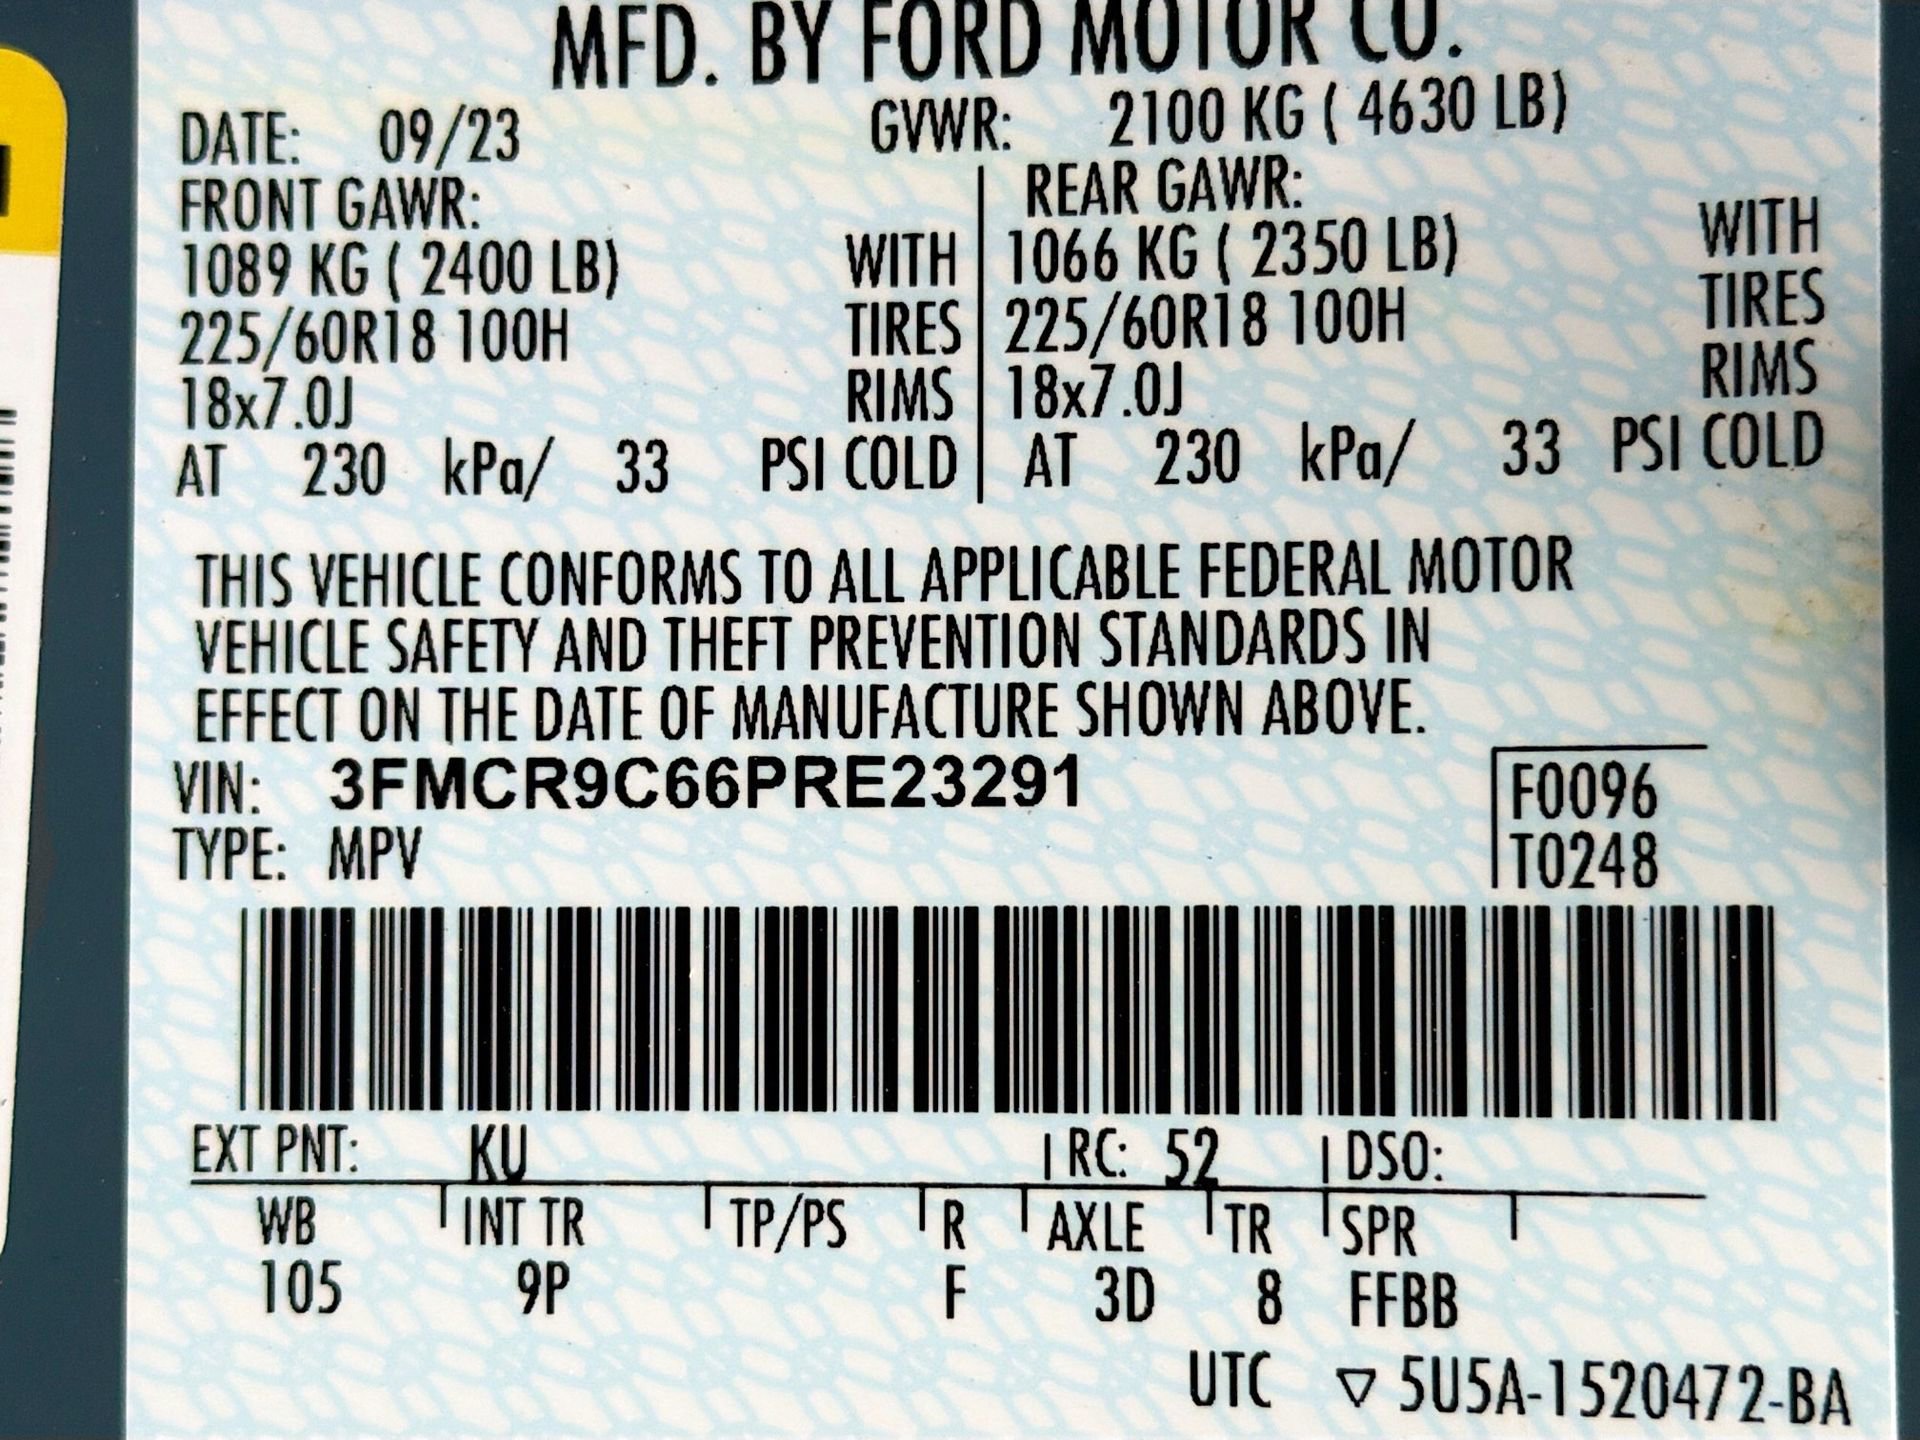 MFD. BY FORD MOTOR CO.
DATE: 09/23 GVWR: 2100 KG ( 4630 LB)
FRONT GAWR: REAR GAWR:
1089 KG ( 2400 LB) WITH 1066 KG ( 2350 LB) WITH
225/60R18 100H TIRES 225/60R18 100H TIRES
18x7.0J RIMS 18x7.0J RIMS
AT 230 kPa/ 33 PSI COLD AT 230 kPa/ 33 PSI COLD
THIS VEHICLE CONFORMS TO ALL APPLICABLE FEDERAL MOTOR
VEHICLE SAFETY AND THEFT PREVENTION STANDARDS IN
EFFECT ON THE DATE OF MANUFACTURE SHOWN ABOVE.
VIN: 3FMCR9C66PRE23291 F0096
TYPE: MPV T0248
EXT PNT: KU RC: 52 DSO:
WB INT TR TP/PS R AXLE TR SPR
105 9P F 3D 8 FFBB
UTC ▽ 5U5A-1520472-BA